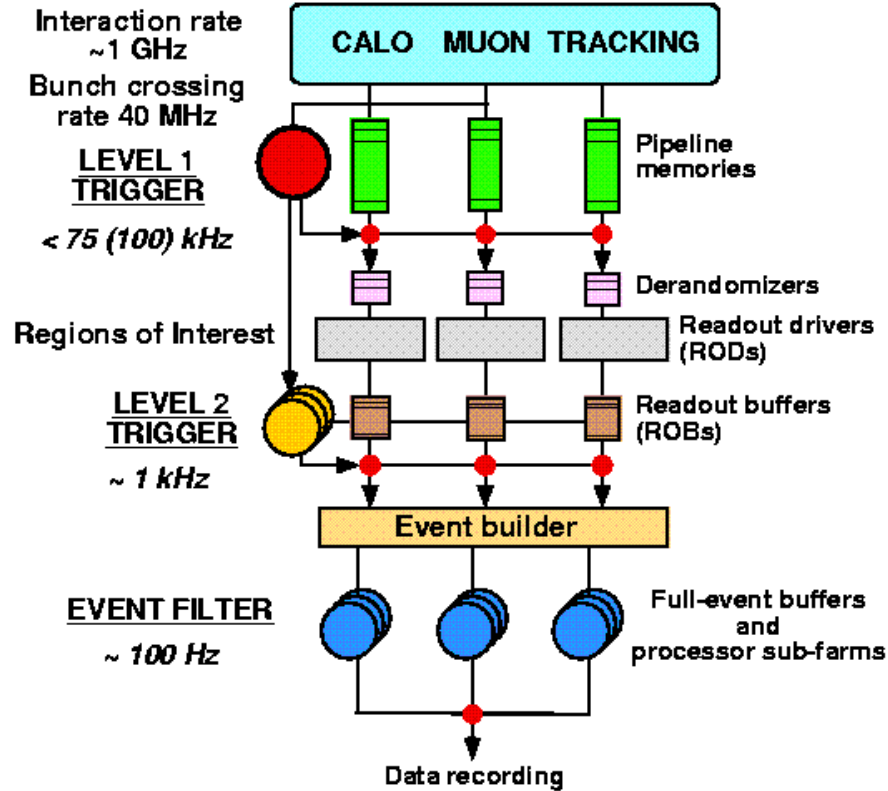 Interaction rate
~1 GHz
CALO MUON TRACKING
Bunch crossing
rate 40 MHz
LEVEL 1
TRIGGER
Pipeline
memories
< 75 (100) kHz
Derandomizers
Regions of Interest
Readout drivers
(RODs)
LEVEL 2
TRIGGER
Readout buffers
(ROBs)
~ 1 kHz
Event builder
EVENT FILTER
~ 100 Hz
Full-event buffers
and
processor sub-farms
Data recording